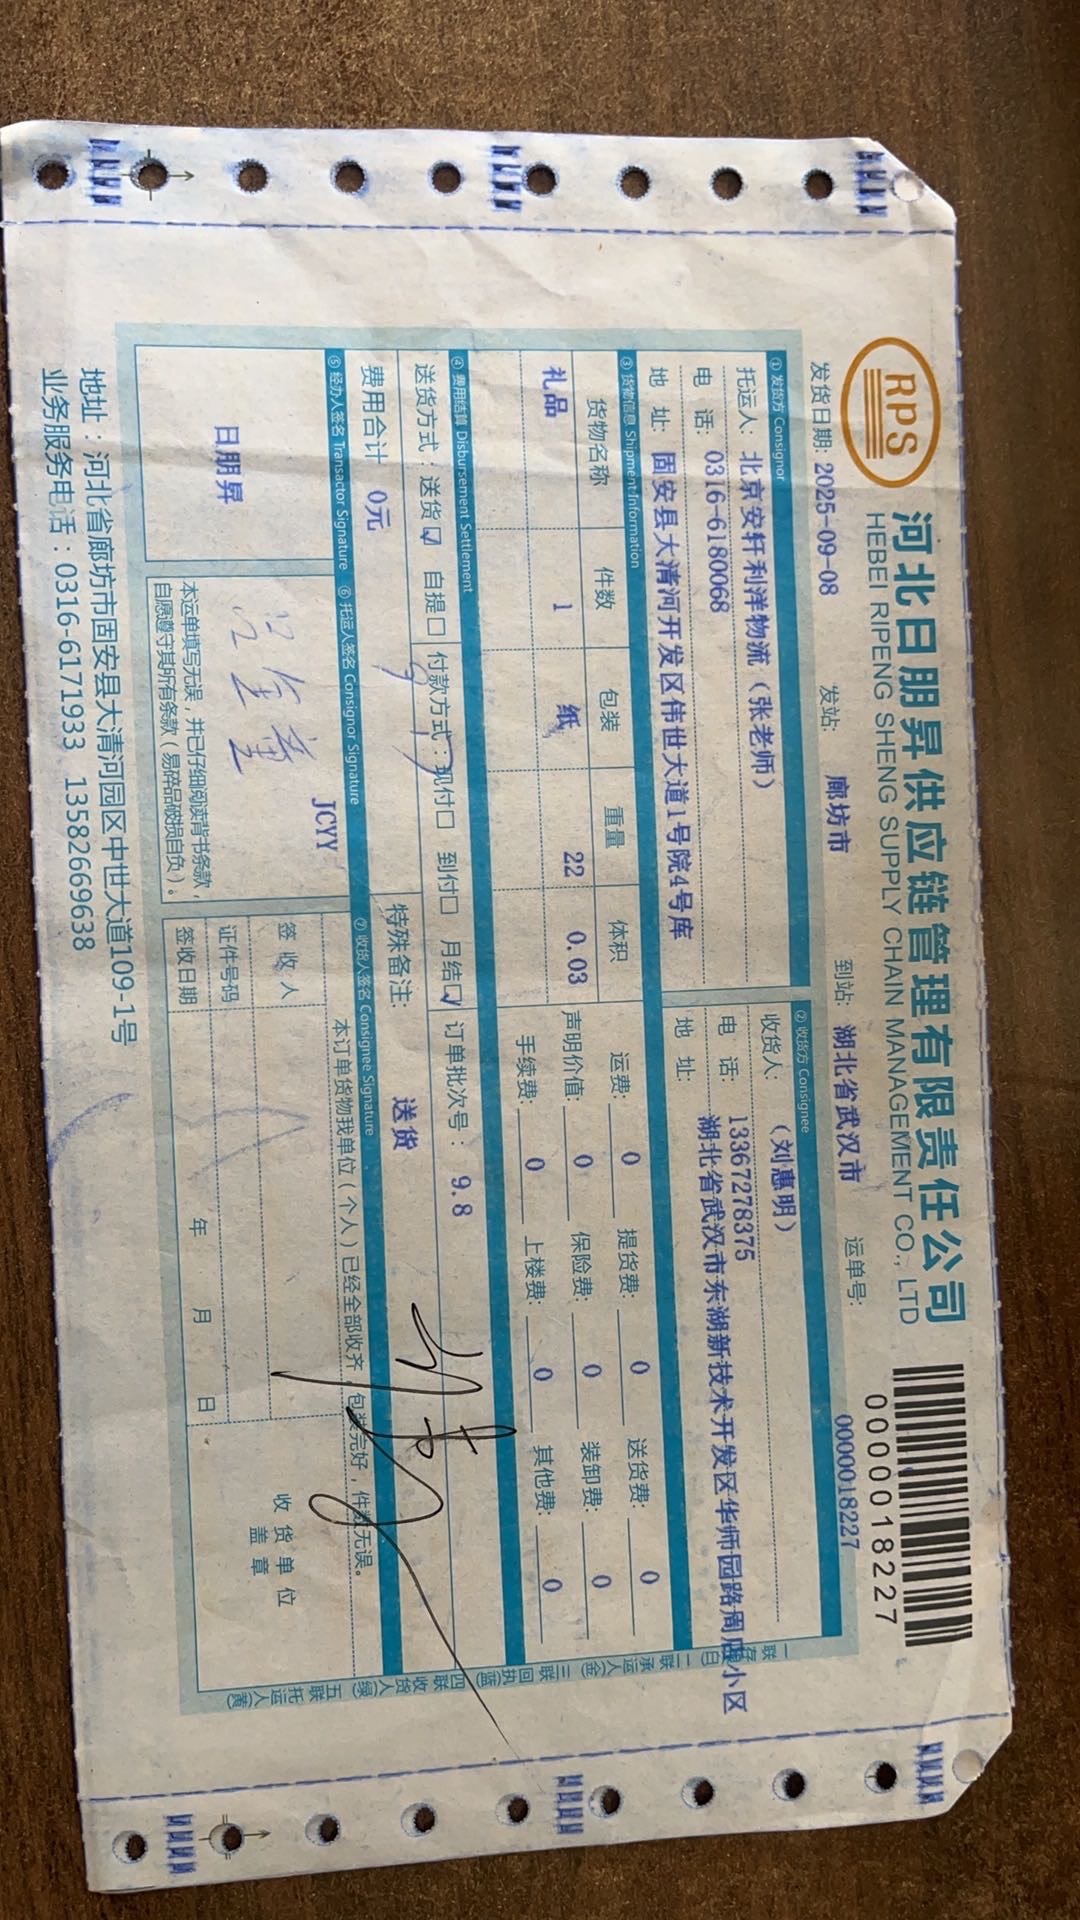 RPS
河北日朋昇供应链管理有限责任公司
HEBEI RIPENG SHENG SUPPLY CHAIN MANAGEMENT CO., LTD
0000018227
发货日期: 2025-09-08 发站: 廊坊市 到站: 湖北省武汉市 运单号: 0000018227
① 发货方 Consignor ② 收货方 Consignee
托运人: 北京安轩利洋物流（张老师） 收货人: （刘惠明）
电 话: 0316-6180068 电 话: 13367278375
地 址: 固安县大清河开发区伟世大道1号院4号库 地 址: 湖北省武汉市东湖新技术开发区华师园路周店小区
③ 货物信息 Shipment Information
货物名称 件数 包装 重量 体积 运费: 0 提货费: 0 送货费: 0
礼品 1 纸 22 0.03 声明价值: 0 保险费: 0 装卸费: 0
手续费: 0 上楼费: 0 其他费: 0
④ 费用结算 Disbursement Settlement
送货方式：送货☑ 自提□ 付款方式：现付□ 到付□ 月结☑ 订单批次号： 9.8
费用合计 0元 特殊备注: 送货
⑤ 经办人签名 Transactor Signature ⑥ 托运人签名 Consignor Signature ⑦ 收货人签名 Consignee Signature
日朋昇
JCYY
本运单填写无误，并已仔细阅读背书条款，
自愿遵守其所有条款（易碎品破损自负）。
本订单货物我单位（个人）已经全部收齐，包装完好，件数无误。
签 收 人
证件号码
签收日期 年 月 日
收 货 单 位
盖 章
一联存根(白) 二联承运人(金) 三联回执(蓝) 四联收货人(绿) 五联托运人(黄)
地址：河北省廊坊市固安县大清河园区中世大道109-1号
业务服务电话：0316-6171933 13582669638